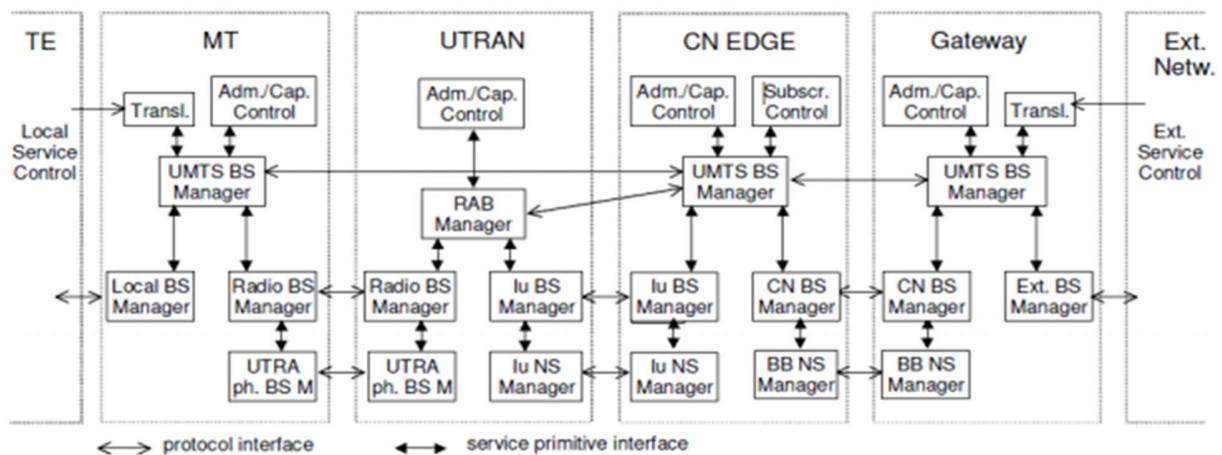 TE
MT
UTRAN
CN EDGE
Gateway
Ext.
Netw.
Transl.
Adm./Cap.
Control
Adm./Cap.
Control
Adm./Cap.
Control
Subscr.
Control
Adm./Cap.
Control
Transl.
Local
Service
Control
Ext.
Service
Control
UMTS BS
Manager
RAB
Manager
UMTS BS
Manager
UMTS BS
Manager
Local BS
Manager
Radio BS
Manager
Radio BS
Manager
Iu BS
Manager
Iu BS
Manager
CN BS
Manager
CN BS
Manager
Ext. BS
Manager
UTRA
ph. BS M
UTRA
ph. BS M
Iu NS
Manager
Iu NS
Manager
BB NS
Manager
BB NS
Manager
protocol interface
service primitive interface